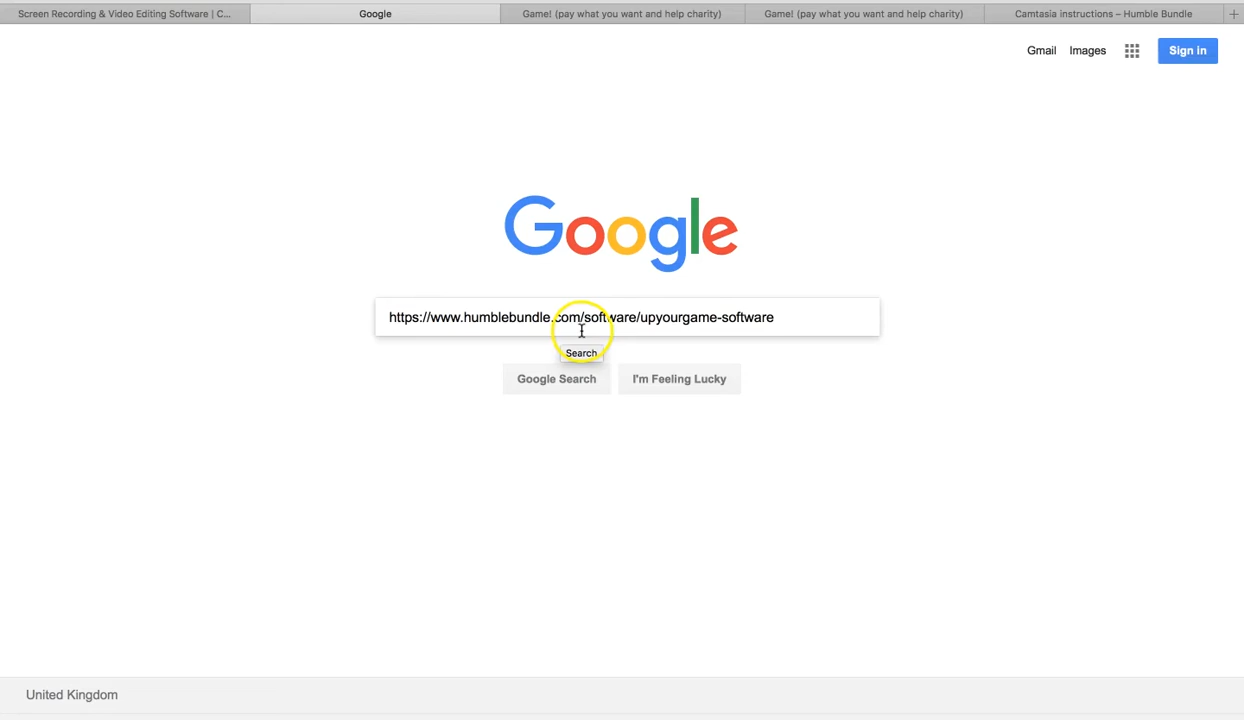 Screen Recording & Video Editing Software | C...
Google
Game! (pay what you want and help charity)
Game! (pay what you want and help charity)
Camtasia instructions – Humble Bundle
+
Gmail
Images
Sign in
Google
https://www.humblebundle.com/software/upyourgame-software
Search
Google Search
I'm Feeling Lucky
United Kingdom